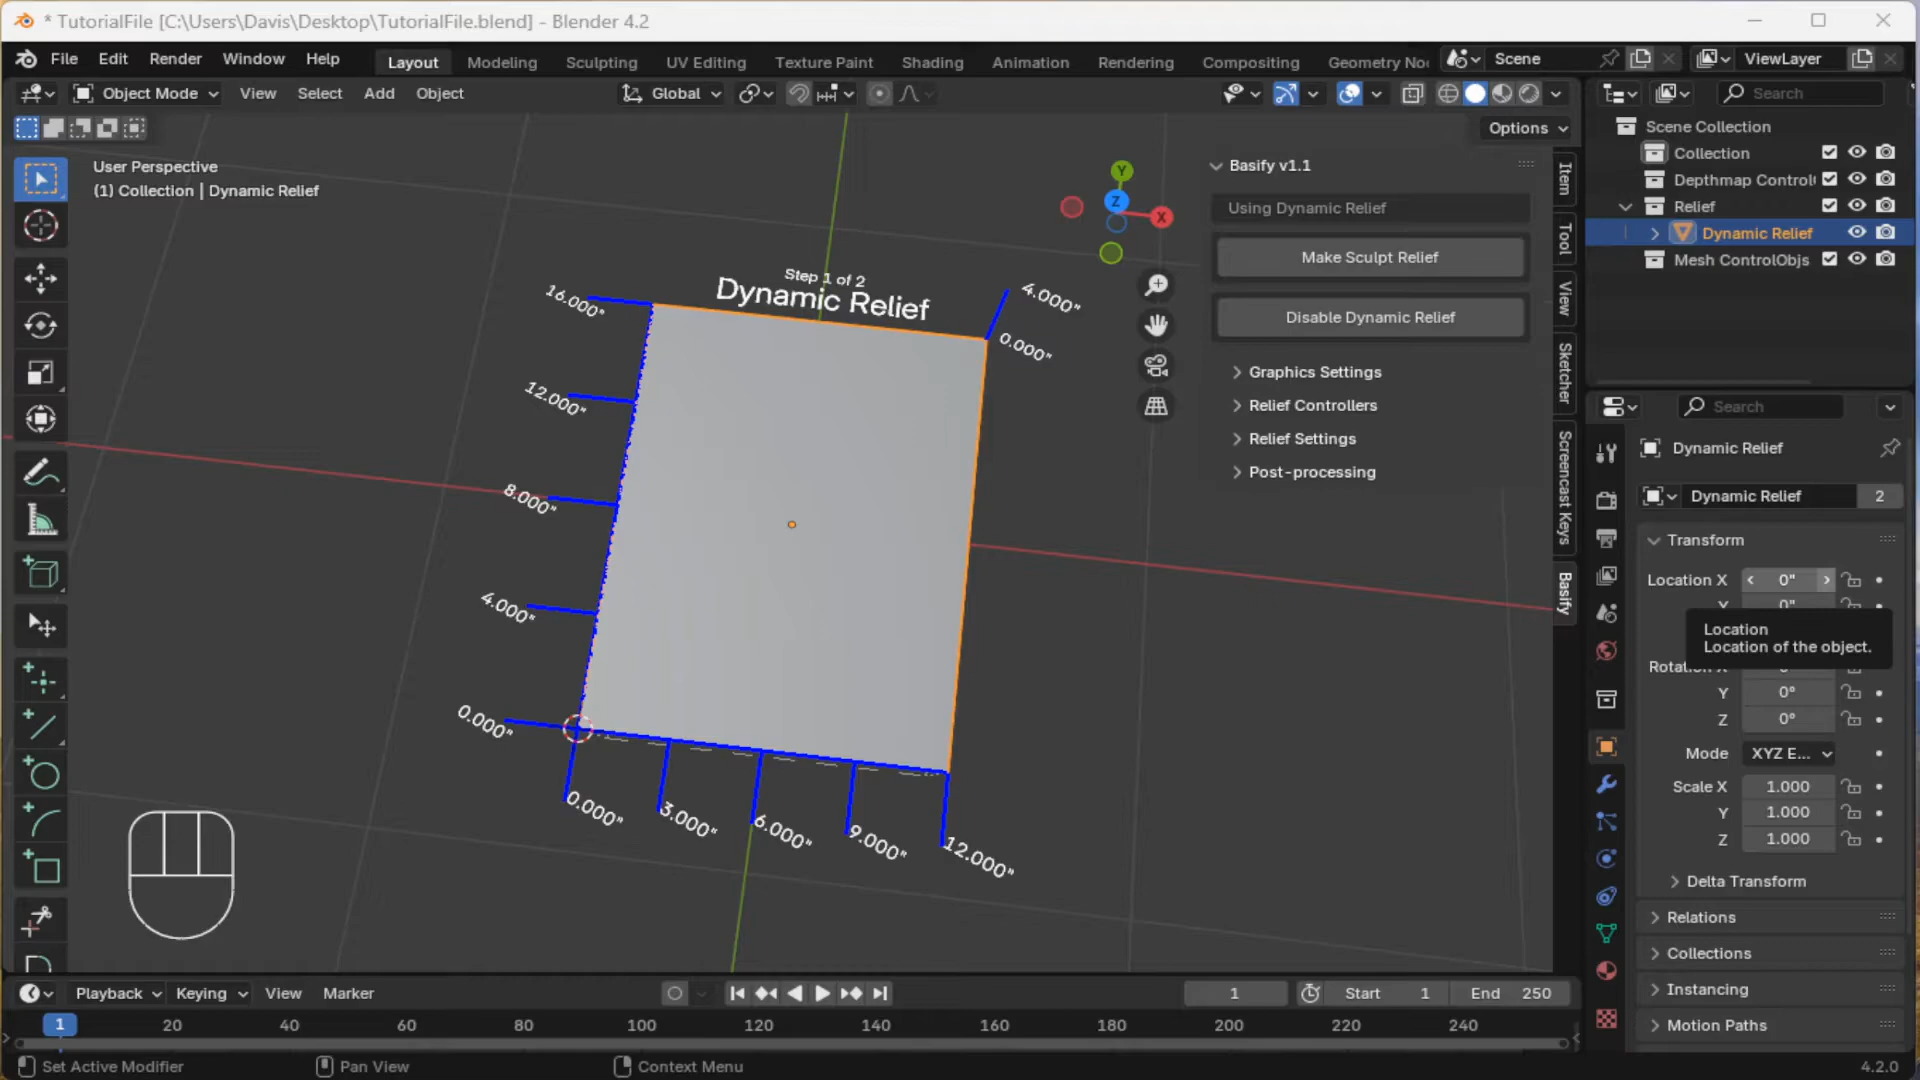 * TutorialFile [C:\Users\Davis\Desktop\TutorialFile.blend] - Blender 4.2
File Edit Render Window Help
Layout Modeling Sculpting UV Editing Texture Paint Shading Animation Rendering Compositing Geometry No
Scene
ViewLayer
Object Mode View Select Add Object
Global
Search
Options
User Perspective
(1) Collection | Dynamic Relief
Y
Z
X
Step 1 of 2
Dynamic Relief
16.000"
12.000"
8.000"
4.000"
0.000"
4.000"
0.000"
0.000"
3.000"
6.000"
9.000"
12.000"
Basify v1.1
Using Dynamic Relief
Make Sculpt Relief
Disable Dynamic Relief
Graphics Settings
Relief Controllers
Relief Settings
Post-processing
Item
Tool
View
Sketcher
Screencast Keys
Basify
Scene Collection
Collection
Depthmap Control
Relief
Dynamic Relief
Mesh ControlObjs
Search
Dynamic Relief
Dynamic Relief 2
Transform
Location X 0"
Y 0"
Location
Location of the object.
Y 0°
Z 0°
Mode XYZ E...
Scale X 1.000
Y 1.000
Z 1.000
Delta Transform
Relations
Collections
Instancing
Motion Paths
Playback Keying View Marker
1
Start 1
End 250
1 20 40 60 80 100 120 140 160 180 200 220 240
Set Active Modifier
Pan View
Context Menu
4.2.0